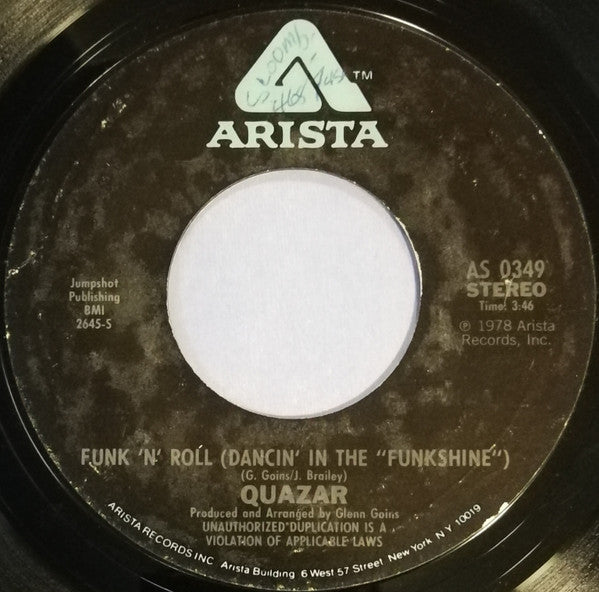 TM
ARISTA
Jumpshot
Publishing
BMI
2645-S
AS 0349
STEREO
Time: 3:46
℗ 1978 Arista
Records, Inc.
FUNK 'N' ROLL (DANCIN' IN THE "FUNKSHINE")
(G. Goins/J. Brailey)
QUAZAR
Produced and Arranged by Glenn Goins
UNAUTHORIZED DUPLICATION IS A
VIOLATION OF APPLICABLE LAWS
ARISTA RECORDS INC Arista Building 6 West 57 Street New York N.Y. 10019